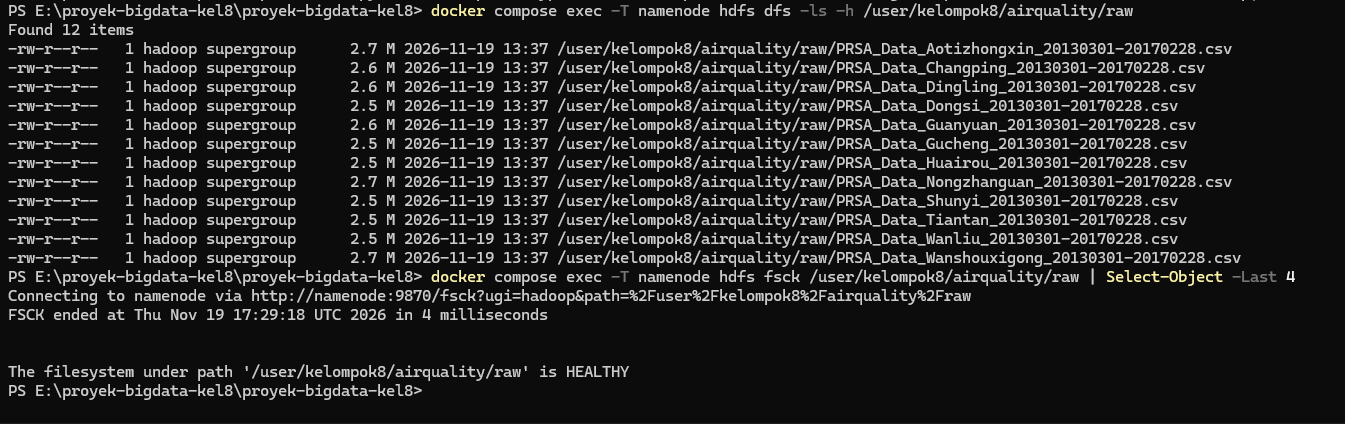 PS E:\proyek-bigdata-kel8\proyek-bigdata-kel8> docker compose exec -T namenode hdfs dfs -ls -h /user/kelompok8/airquality/raw
Found 12 items
-rw-r--r--   1 hadoop supergroup      2.7 M 2026-11-19 13:37 /user/kelompok8/airquality/raw/PRSA_Data_Aotizhongxin_20130301-20170228.csv
-rw-r--r--   1 hadoop supergroup      2.6 M 2026-11-19 13:37 /user/kelompok8/airquality/raw/PRSA_Data_Changping_20130301-20170228.csv
-rw-r--r--   1 hadoop supergroup      2.6 M 2026-11-19 13:37 /user/kelompok8/airquality/raw/PRSA_Data_Dingling_20130301-20170228.csv
-rw-r--r--   1 hadoop supergroup      2.5 M 2026-11-19 13:37 /user/kelompok8/airquality/raw/PRSA_Data_Dongsi_20130301-20170228.csv
-rw-r--r--   1 hadoop supergroup      2.6 M 2026-11-19 13:37 /user/kelompok8/airquality/raw/PRSA_Data_Guanyuan_20130301-20170228.csv
-rw-r--r--   1 hadoop supergroup      2.5 M 2026-11-19 13:37 /user/kelompok8/airquality/raw/PRSA_Data_Gucheng_20130301-20170228.csv
-rw-r--r--   1 hadoop supergroup      2.5 M 2026-11-19 13:37 /user/kelompok8/airquality/raw/PRSA_Data_Huairou_20130301-20170228.csv
-rw-r--r--   1 hadoop supergroup      2.7 M 2026-11-19 13:37 /user/kelompok8/airquality/raw/PRSA_Data_Nongzhanguan_20130301-20170228.csv
-rw-r--r--   1 hadoop supergroup      2.5 M 2026-11-19 13:37 /user/kelompok8/airquality/raw/PRSA_Data_Shunyi_20130301-20170228.csv
-rw-r--r--   1 hadoop supergroup      2.5 M 2026-11-19 13:37 /user/kelompok8/airquality/raw/PRSA_Data_Tiantan_20130301-20170228.csv
-rw-r--r--   1 hadoop supergroup      2.5 M 2026-11-19 13:37 /user/kelompok8/airquality/raw/PRSA_Data_Wanliu_20130301-20170228.csv
-rw-r--r--   1 hadoop supergroup      2.7 M 2026-11-19 13:37 /user/kelompok8/airquality/raw/PRSA_Data_Wanshouxigong_20130301-20170228.csv
PS E:\proyek-bigdata-kel8\proyek-bigdata-kel8> docker compose exec -T namenode hdfs fsck /user/kelompok8/airquality/raw | Select-Object -Last 4
Connecting to namenode via http://namenode:9870/fsck?ugi=hadoop&path=%2Fuser%2Fkelompok8%2Fairquality%2Fraw
FSCK ended at Thu Nov 19 17:29:18 UTC 2026 in 4 milliseconds
The filesystem under path '/user/kelompok8/airquality/raw' is HEALTHY
PS E:\proyek-bigdata-kel8\proyek-bigdata-kel8>